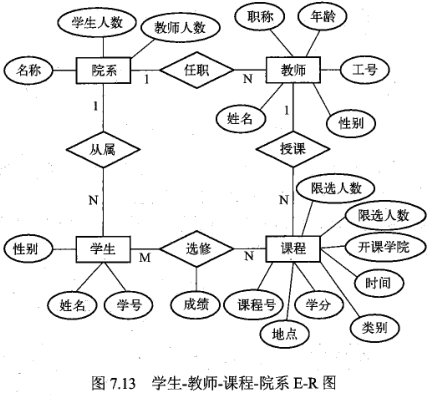 学生人数
教师人数
职称
年龄
名称
院系
1
任职
N
教师
工号
姓名
性别
1
1
从属
授课
N
N
限选人数
限选人数
性别
学生
M
选修
N
课程
开课学院
时间
姓名
学号
成绩
课程号
学分
地点
类别
图 7.13 学生-教师-课程-院系 E-R 图